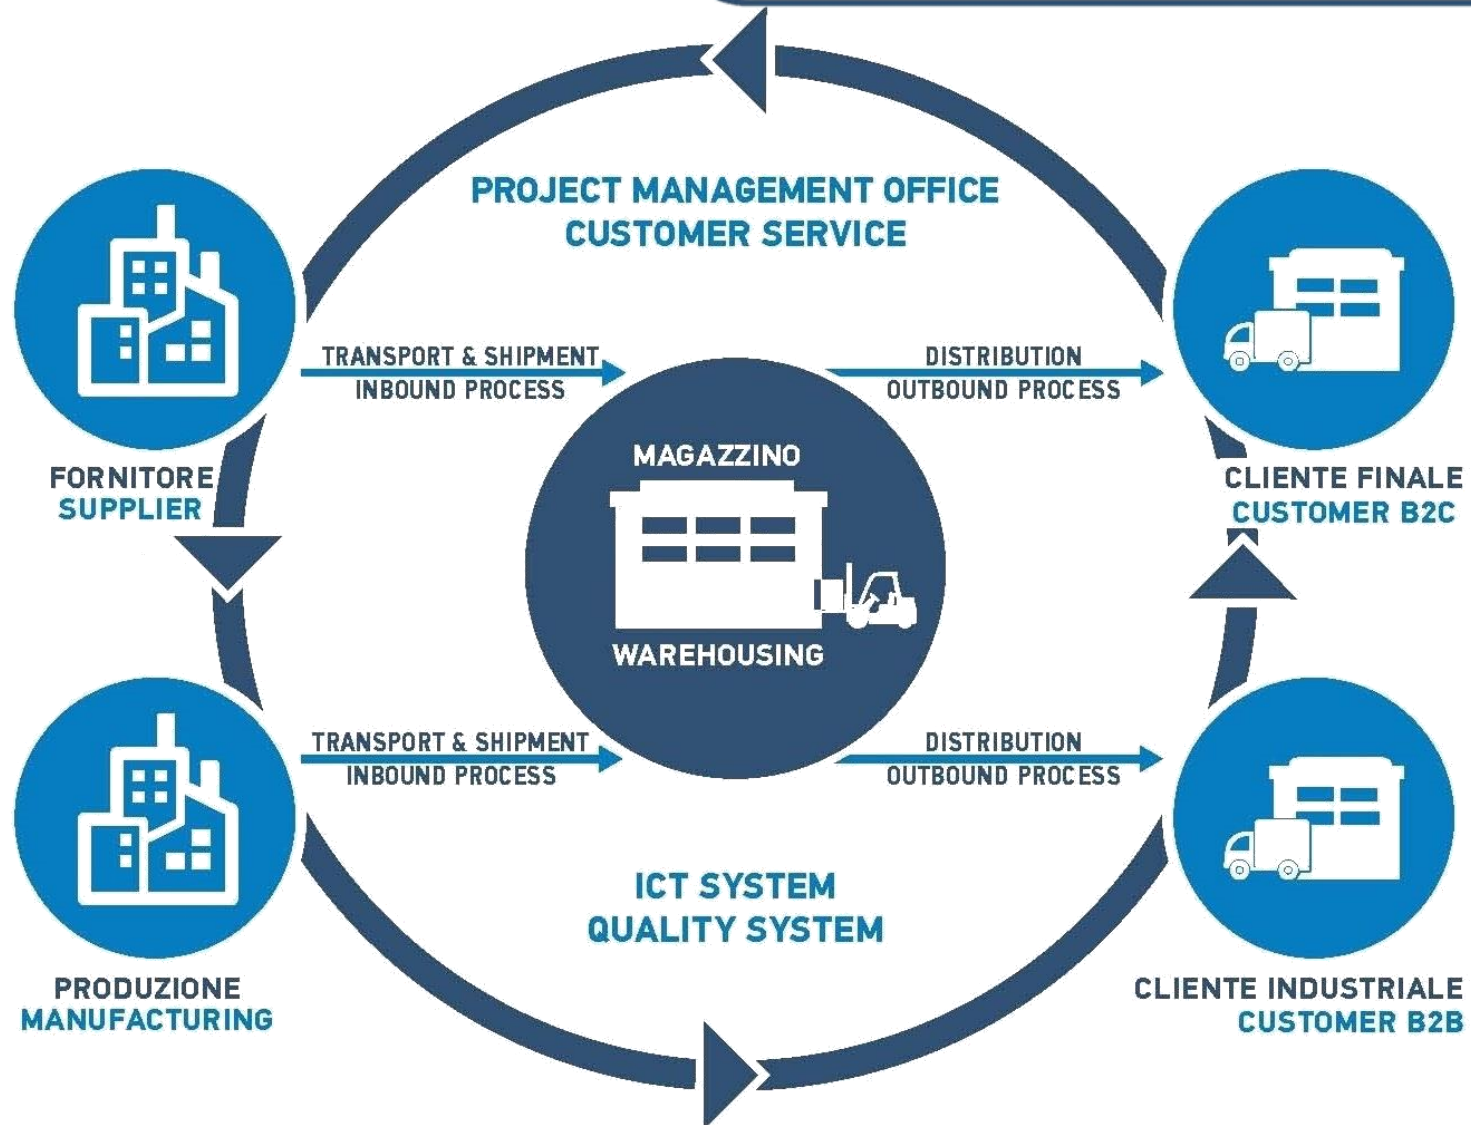 PROJECT MANAGEMENT OFFICE
CUSTOMER SERVICE
TRANSPORT & SHIPMENT
INBOUND PROCESS
DISTRIBUTION
OUTBOUND PROCESS
FORNITORE
SUPPLIER
MAGAZZINO
WAREHOUSING
CLIENTE FINALE
CUSTOMER B2C
TRANSPORT & SHIPMENT
INBOUND PROCESS
DISTRIBUTION
OUTBOUND PROCESS
ICT SYSTEM
QUALITY SYSTEM
PRODUZIONE
MANUFACTURING
CLIENTE INDUSTRIALE
CUSTOMER B2B